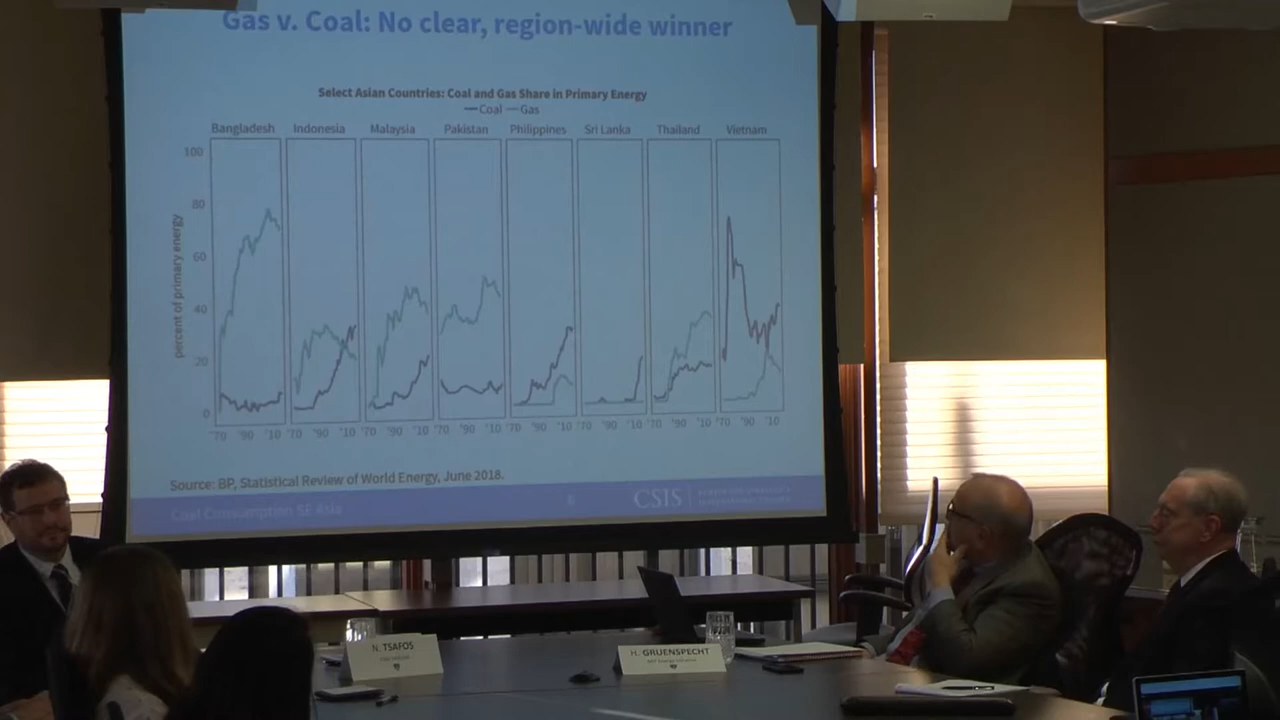 Gas v. Coal: No clear, region-wide winner
Select Asian Countries: Coal and Gas Share in Primary Energy
Coal Gas
Bangladesh Indonesia Malaysia Pakistan Philippines Sri Lanka Thailand Vietnam
percent of primary energy
100
80
60
40
20
0
'70 '90 '10 '70 '90 '10 '70 '90 '10 '70 '90 '10 '70 '90 '10 '70 '90 '10 '70 '90 '10 '70 '90 '10
Source: BP, Statistical Review of World Energy, June 2018.
Coal Consumption SE Asia
6
CSIS
N. TSAFOS
H. GRUENSPECHT